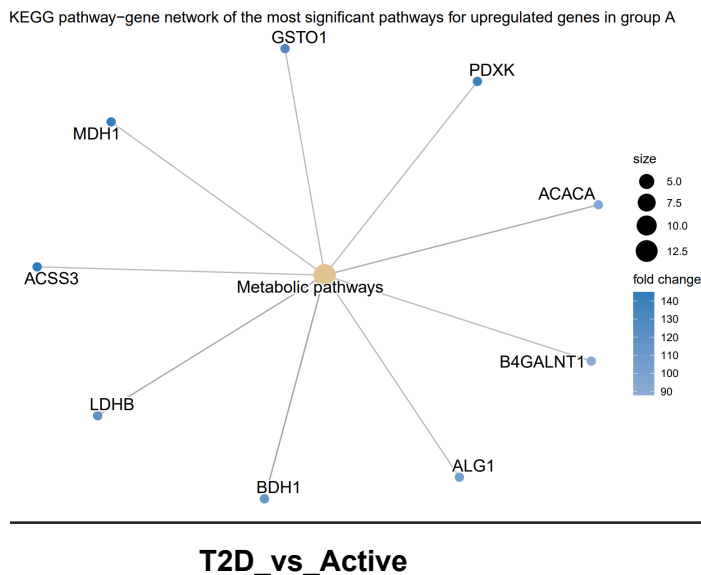 KEGG pathway−gene network of the most significant pathways for upregulated genes in group A
GSTO1
PDXK
MDH1
ACACA
ACSS3
Metabolic pathways
B4GALNT1
LDHB
ALG1
BDH1
size
5.0
7.5
10.0
12.5
fold change
140
130
120
110
100
90
T2D_vs_Active